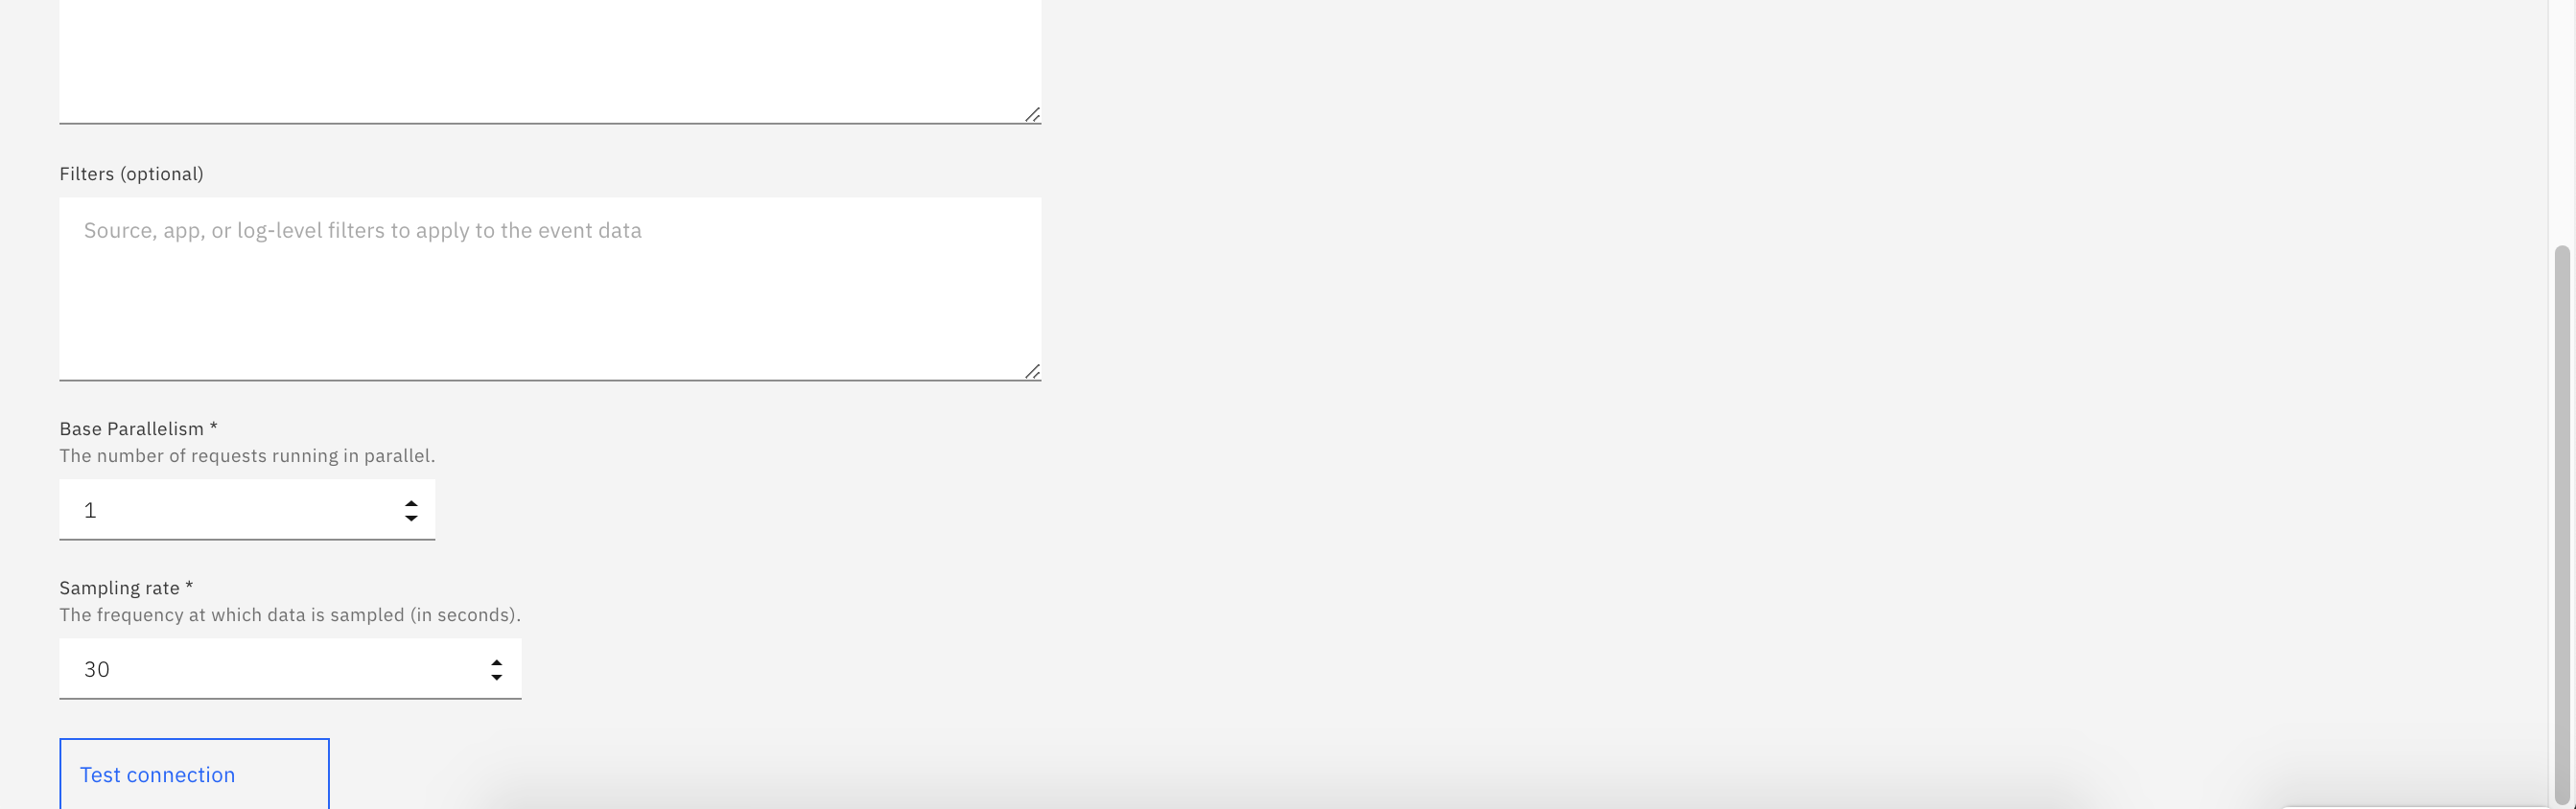 Filters (optional)
Source, app, or log-level filters to apply to the event data
Base Parallelism *
The number of requests running in parallel.
1
Sampling rate *
The frequency at which data is sampled (in seconds).
30
Test connection